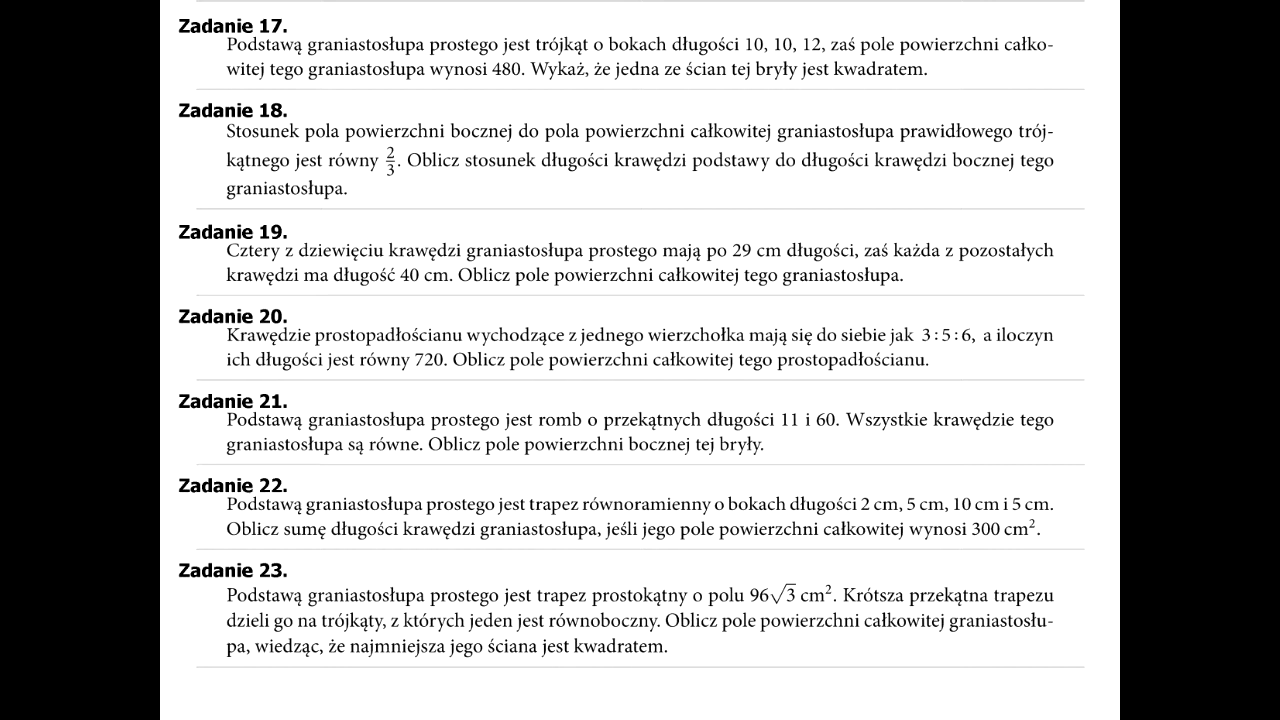 Zadanie 17.
Podstawą graniastosłupa prostego jest trójkąt o bokach długości 10, 10, 12, zaś pole powierzchni całko-
witej tego graniastosłupa wynosi 480. Wykaż, że jedna ze ścian tej bryły jest kwadratem.
Zadanie 18.
Stosunek pola powierzchni bocznej do pola powierzchni całkowitej graniastosłupa prawidłowego trój-
kątnego jest równy 2/3. Oblicz stosunek długości krawędzi podstawy do długości krawędzi bocznej tego
graniastosłupa.
Zadanie 19.
Cztery z dziewięciu krawędzi graniastosłupa prostego mają po 29 cm długości, zaś każda z pozostałych
krawędzi ma długość 40 cm. Oblicz pole powierzchni całkowitej tego graniastosłupa.
Zadanie 20.
Krawędzie prostopadłościanu wychodzące z jednego wierzchołka mają się do siebie jak 3 : 5 : 6, a iloczyn
ich długości jest równy 720. Oblicz pole powierzchni całkowitej tego prostopadłościanu.
Zadanie 21.
Podstawą graniastosłupa prostego jest romb o przekątnych długości 11 i 60. Wszystkie krawędzie tego
graniastosłupa są równe. Oblicz pole powierzchni bocznej tej bryły.
Zadanie 22.
Podstawą graniastosłupa prostego jest trapez równoramienny o bokach długości 2 cm, 5 cm, 10 cm i 5 cm.
Oblicz sumę długości krawędzi graniastosłupa, jeśli jego pole powierzchni całkowitej wynosi 300 cm².
Zadanie 23.
Podstawą graniastosłupa prostego jest trapez prostokątny o polu 96√3 cm². Krótsza przekątna trapezu
dzieli go na trójkąty, z których jeden jest równoboczny. Oblicz pole powierzchni całkowitej graniastosłu-
pa, wiedząc, że najmniejsza jego ściana jest kwadratem.